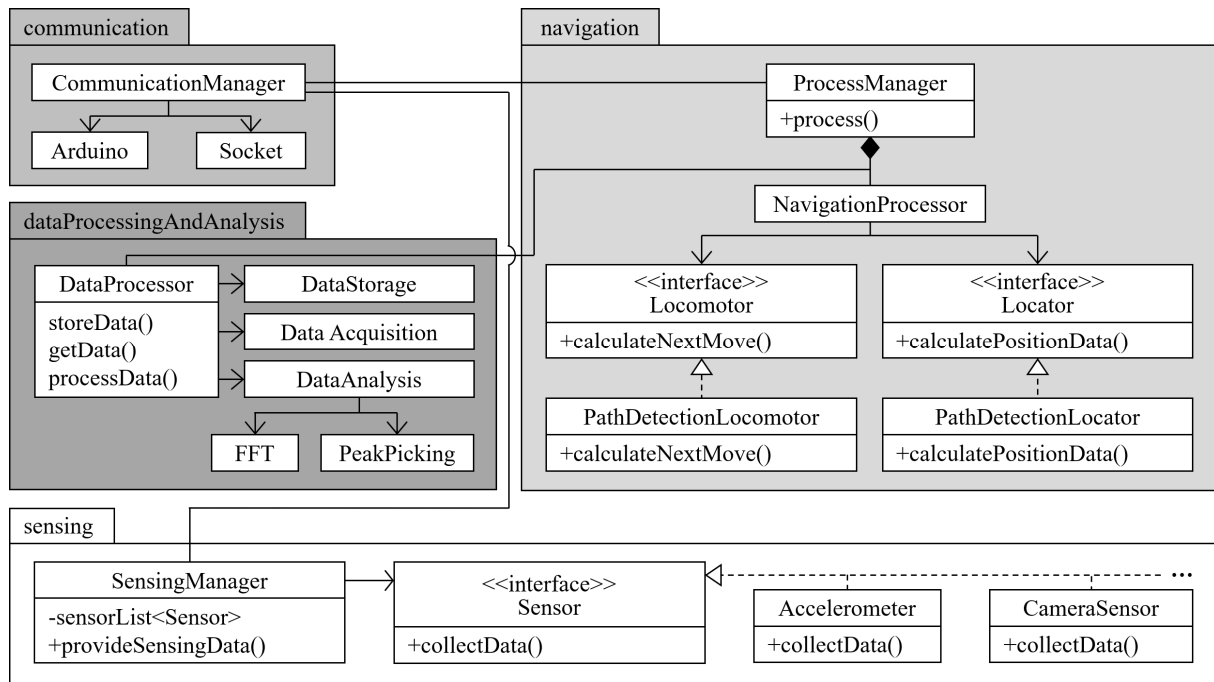 communication
CommunicationManager
Arduino
Socket
navigation
ProcessManager
+process()
NavigationProcessor
<<interface>>
Locomotor
+calculateNextMove()
<<interface>>
Locator
+calculatePositionData()
PathDetectionLocomotor
+calculateNextMove()
PathDetectionLocator
+calculatePositionData()
dataProcessingAndAnalysis
DataProcessor
storeData()
getData()
processData()
DataStorage
Data Acquisition
DataAnalysis
FFT
PeakPicking
sensing
SensingManager
-sensorList<Sensor>
+provideSensingData()
<<interface>>
Sensor
+collectData()
Accelerometer
+collectData()
CameraSensor
+collectData()
...